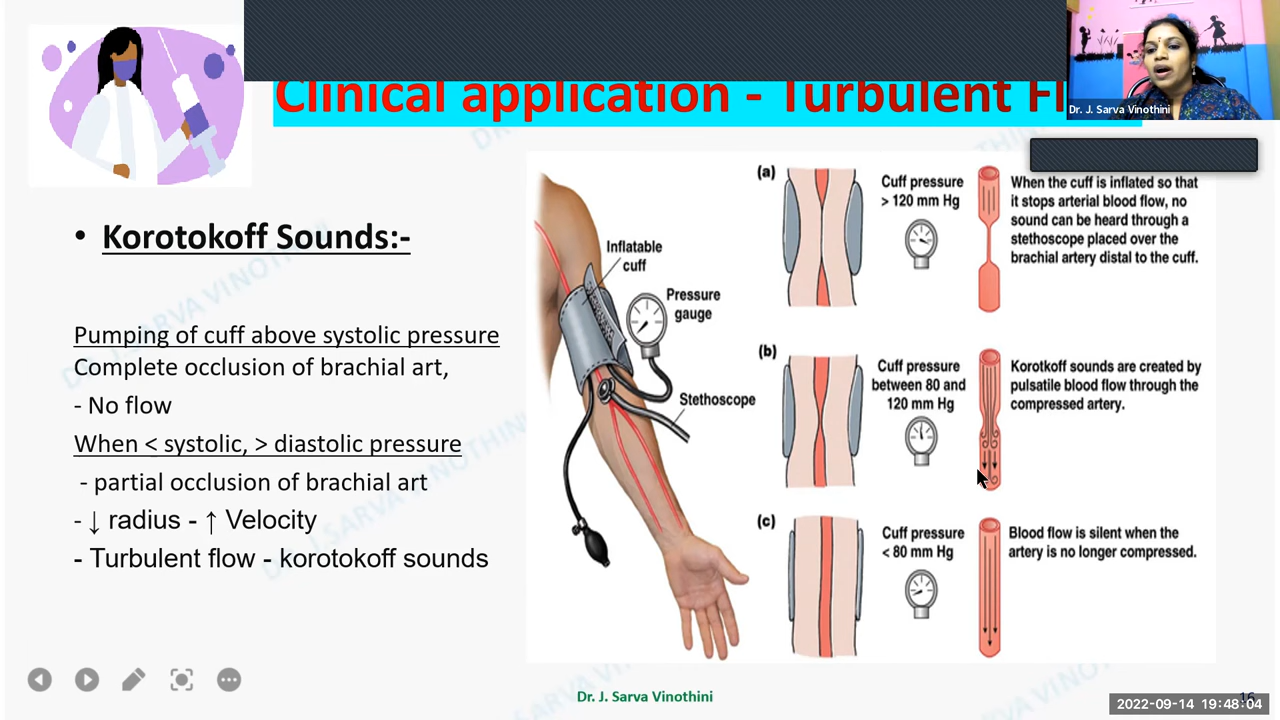 Clinical application - Turbulent Fl
Dr. J. Sarva Vinothini
• Korotokoff Sounds:-
Pumping of cuff above systolic pressure
Complete occlusion of brachial art,
- No flow
When < systolic, > diastolic pressure
- partial occlusion of brachial art
- ↓ radius - ↑ Velocity
- Turbulent flow - korotokoff sounds
Inflatable
cuff
Pressure
gauge
Stethoscope
(a)
Cuff pressure
> 120 mm Hg
When the cuff is inflated so that
it stops arterial blood flow, no
sound can be heard through a
stethoscope placed over the
brachial artery distal to the cuff.
(b)
Cuff pressure
between 80 and
120 mm Hg
Korotkoff sounds are created by
pulsatile blood flow through the
compressed artery.
(c)
Cuff pressure
< 80 mm Hg
Blood flow is silent when the
artery is no longer compressed.
Dr. J. Sarva Vinothini
16
2022-09-14 19:48:04